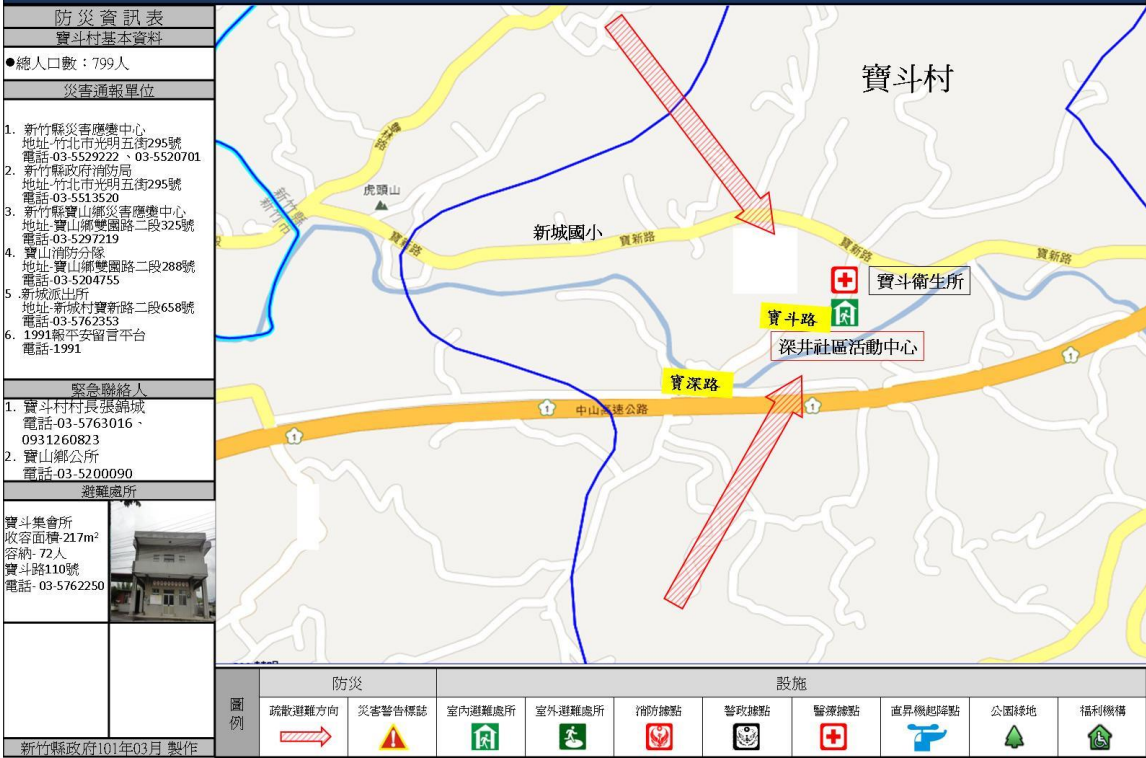 防災資訊表
寶斗村基本資料
●總人口數：799人
災害通報單位
1. 新竹縣災害應變中心
地址-竹北市光明五街295號
電話-03-5529222、03-5520701
2. 新竹縣政府消防局
地址-竹北市光明五街295號
電話-03-5513520
3. 新竹縣寶山鄉災害應變中心
地址-寶山鄉雙園路二段325號
電話-03-5297219
4. 寶山消防分隊
地址-寶山鄉雙園路二段288號
電話-03-5204755
5 .新城派出所
地址-新城村寶新路二段658號
電話-03-5762353
6. 1991報平安留言平台
電話-1991
緊急聯絡人
1. 寶斗村村長張錦城
電話-03-5763016、
0931260823
2. 寶山鄉公所
電話-03-5200090
避難處所
寶斗集會所
收容面積-217m²
容納- 72人
寶斗路110號
電話- 03-5762250
新竹縣政府101年03月 製作
寶斗村
虎頭山
新竹縣
新竹市
寶新路
新城國小
寶新路
寶新路
寶新路
寶斗衛生所
寶斗路
深井社區活動中心
寶深路
1
中山高速公路
1
1
1
圖例
防災
設施
疏散避難方向
災害警告標誌
室內避難處所
室外避難處所
消防據點
警政據點
醫療據點
直昇機起降點
公園綠地
福利機構